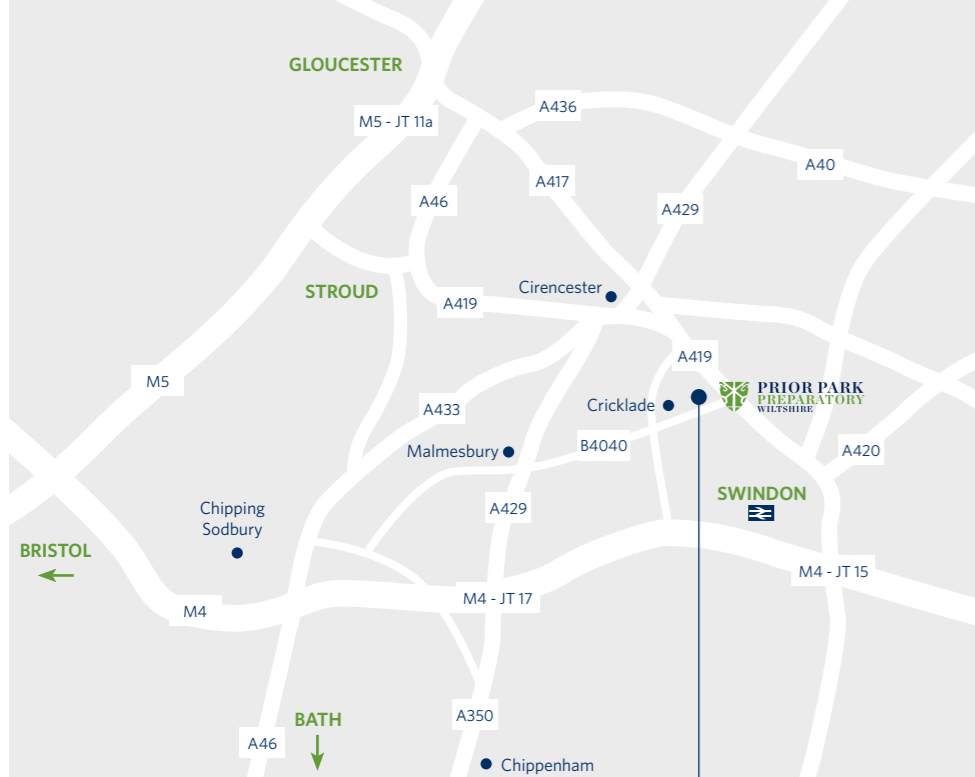 GLOUCESTER
A436
M5 - JT 11a
A40
A417
A46
A429
Cirencester
STROUD
A419
A419
M5
PRIOR PARK
PREPARATORY
WILTSHIRE
Cricklade
A433
B4040
Malmesbury
A420
SWINDON
Chipping
Sodbury
A429
BRISTOL
M4 - JT 15
M4 - JT 17
M4
A350
BATH
A46
Chippenham